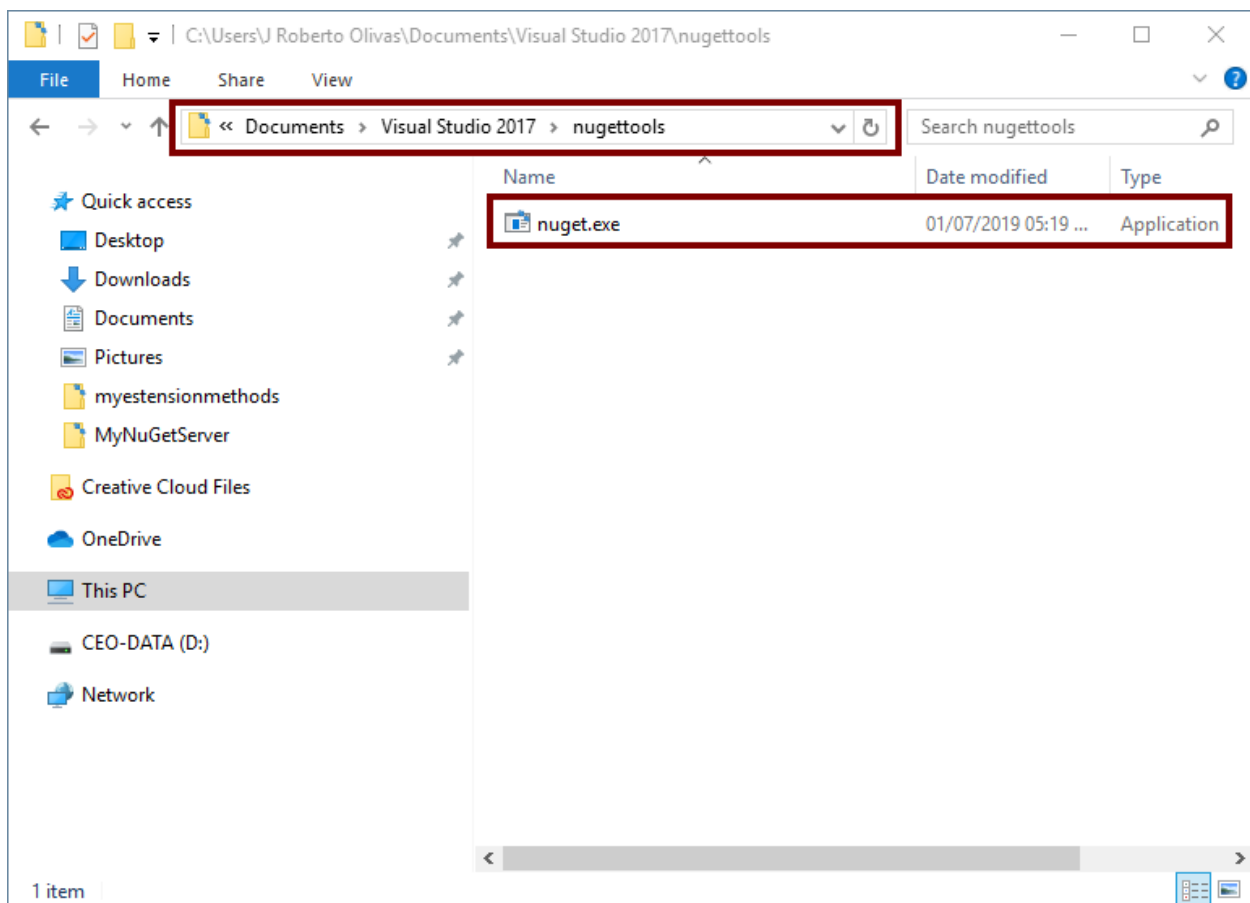 C:\Users\J Roberto Olivas\Documents\Visual Studio 2017\nugettools
File Home Share View
« Documents > Visual Studio 2017 > nugettools Search nugettools
Name Date modified Type
Quick access
nuget.exe 01/07/2019 05:19 ... Application
Desktop
Downloads
Documents
Pictures
myestensionmethods
MyNuGetServer
Creative Cloud Files
OneDrive
This PC
CEO-DATA (D:)
Network
1 item